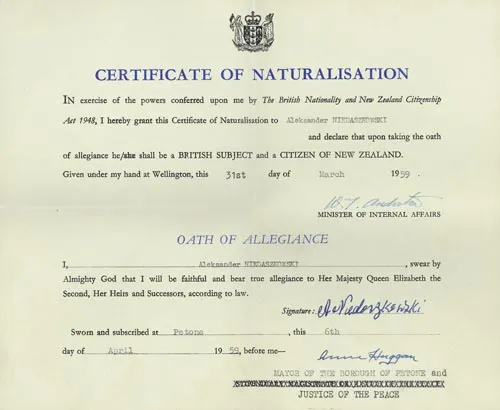 CERTIFICATE OF NATURALISATION
IN exercise of the powers conferred upon me by The British Nationality and New Zealand Citizenship
Act 1948, I hereby grant this Certificate of Naturalisation to Aleksander NIEDASZKOWSKI
and declare that upon taking the oath
of allegiance he/she shall be a BRITISH SUBJECT and a CITIZEN OF NEW ZEALAND.
Given under my hand at Wellington, this 31st day of March 1959.
MINISTER OF INTERNAL AFFAIRS
OATH OF ALLEGIANCE
I, Aleksander NIEDASZKOWSKI, swear by
Almighty God that I will be faithful and bear true allegiance to Her Majesty Queen Elizabeth the
Second, Her Heirs and Successors, according to law.
Signature:
Sworn and subscribed at Petone, this 6th
day of April 1959, before me—
MAYOR OF THE BOROUGH OF PETONE and
JUSTICE OF THE PEACE